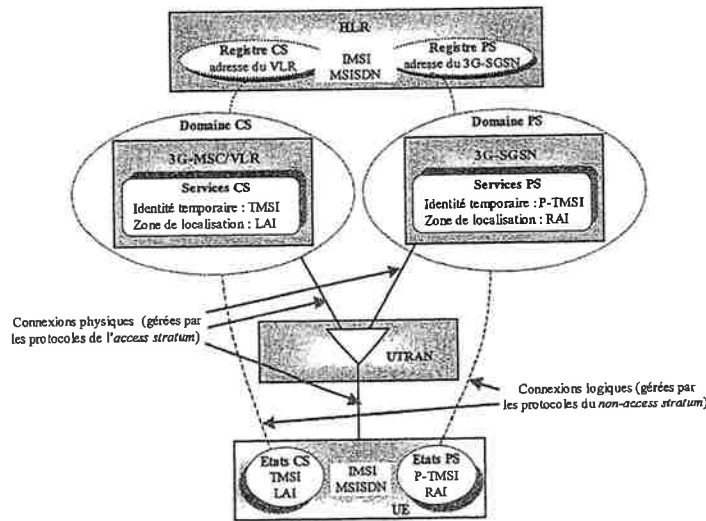 HLR
Registre CS
adresse du VLR
IMSI
MSISDN
Registre PS
adresse du 3G-SGSN
Domaine CS
Domaine PS
3G-MSC/VLR
Services CS
Identité temporaire : TMSI
Zone de localisation : LAI
3G-SGSN
Services PS
Identité temporaire : P-TMSI
Zone de localisation : RAI
Connexions physiques (gérées par
les protocoles de l'access stratum)
UTRAN
Connexions logiques (gérées par
les protocoles du non-access stratum)
Etats CS
TMSI
LAI
IMSI
MSISDN
Etats PS
P-TMSI
RAI
UE